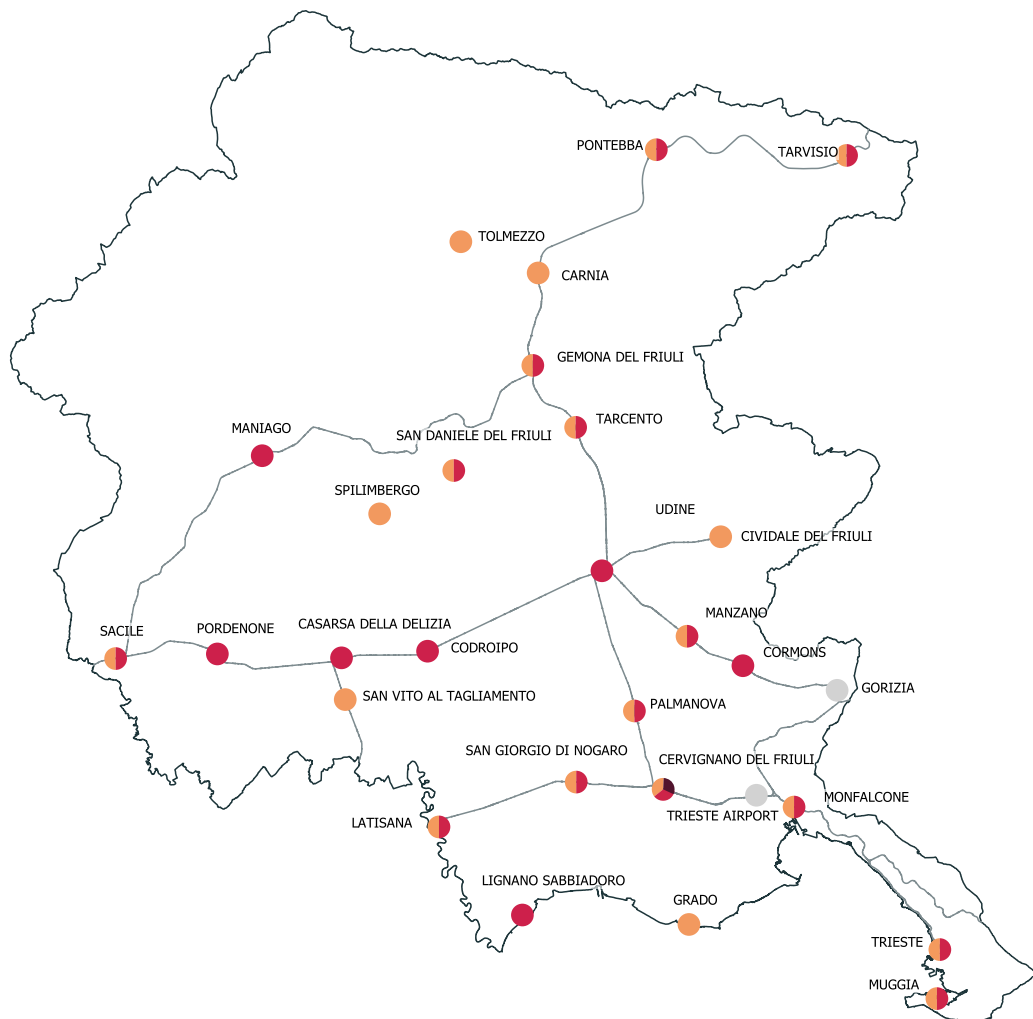 PONTEBBA
TARVISIO
TOLMEZZO
CARNIA
GEMONA DEL FRIULI
TARCENTO
MANIAGO
SAN DANIELE DEL FRIULI
SPILIMBERGO
UDINE
CIVIDALE DEL FRIULI
MANZANO
SACILE
PORDENONE
CASARSA DELLA DELIZIA
CODROIPO
CORMONS
GORIZIA
SAN VITO AL TAGLIAMENTO
PALMANOVA
SAN GIORGIO DI NOGARO
CERVIGNANO DEL FRIULI
MONFALCONE
TRIESTE AIRPORT
LATISANA
LIGNANO SABBIADORO
GRADO
TRIESTE
MUGGIA